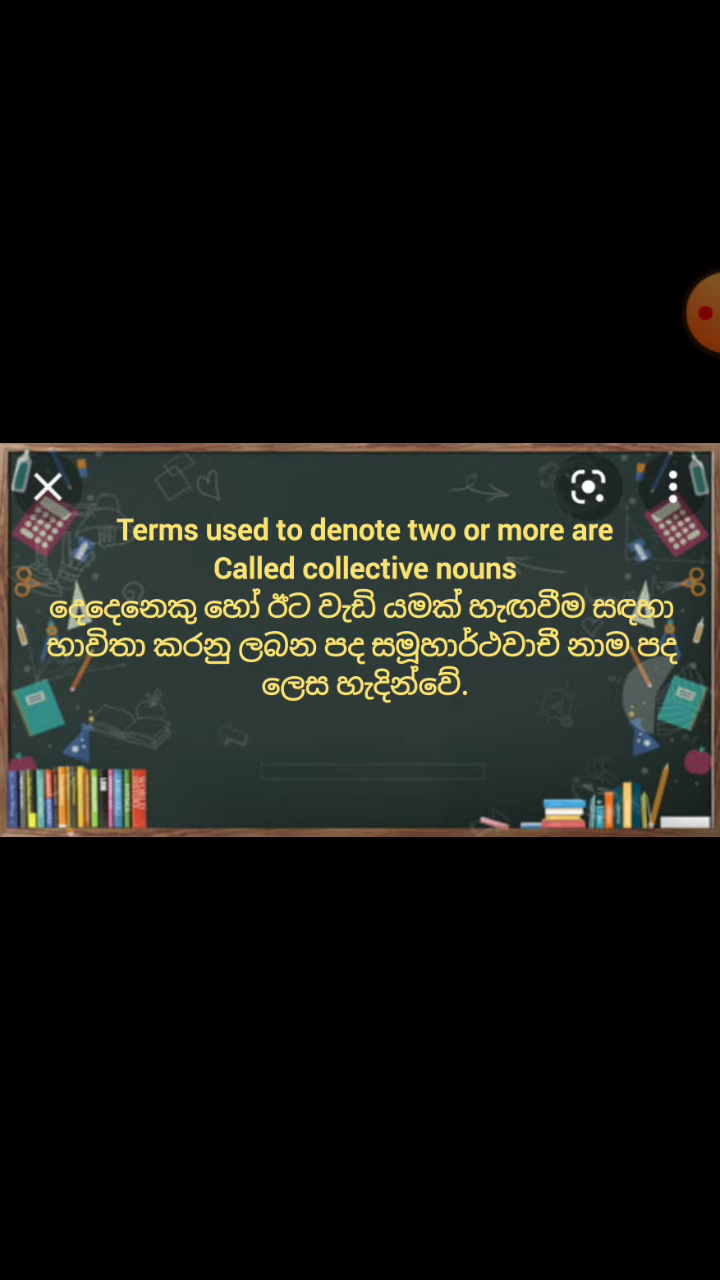 Terms used to denote two or more are
Called collective nouns
දෙදෙනෙකු හෝ ඊට වැඩි යමක් හැඟවීම සඳහා
භාවිතා කරනු ලබන පද සමූහාර්ථවාචී නාම පද
ලෙස හැදින්වේ.